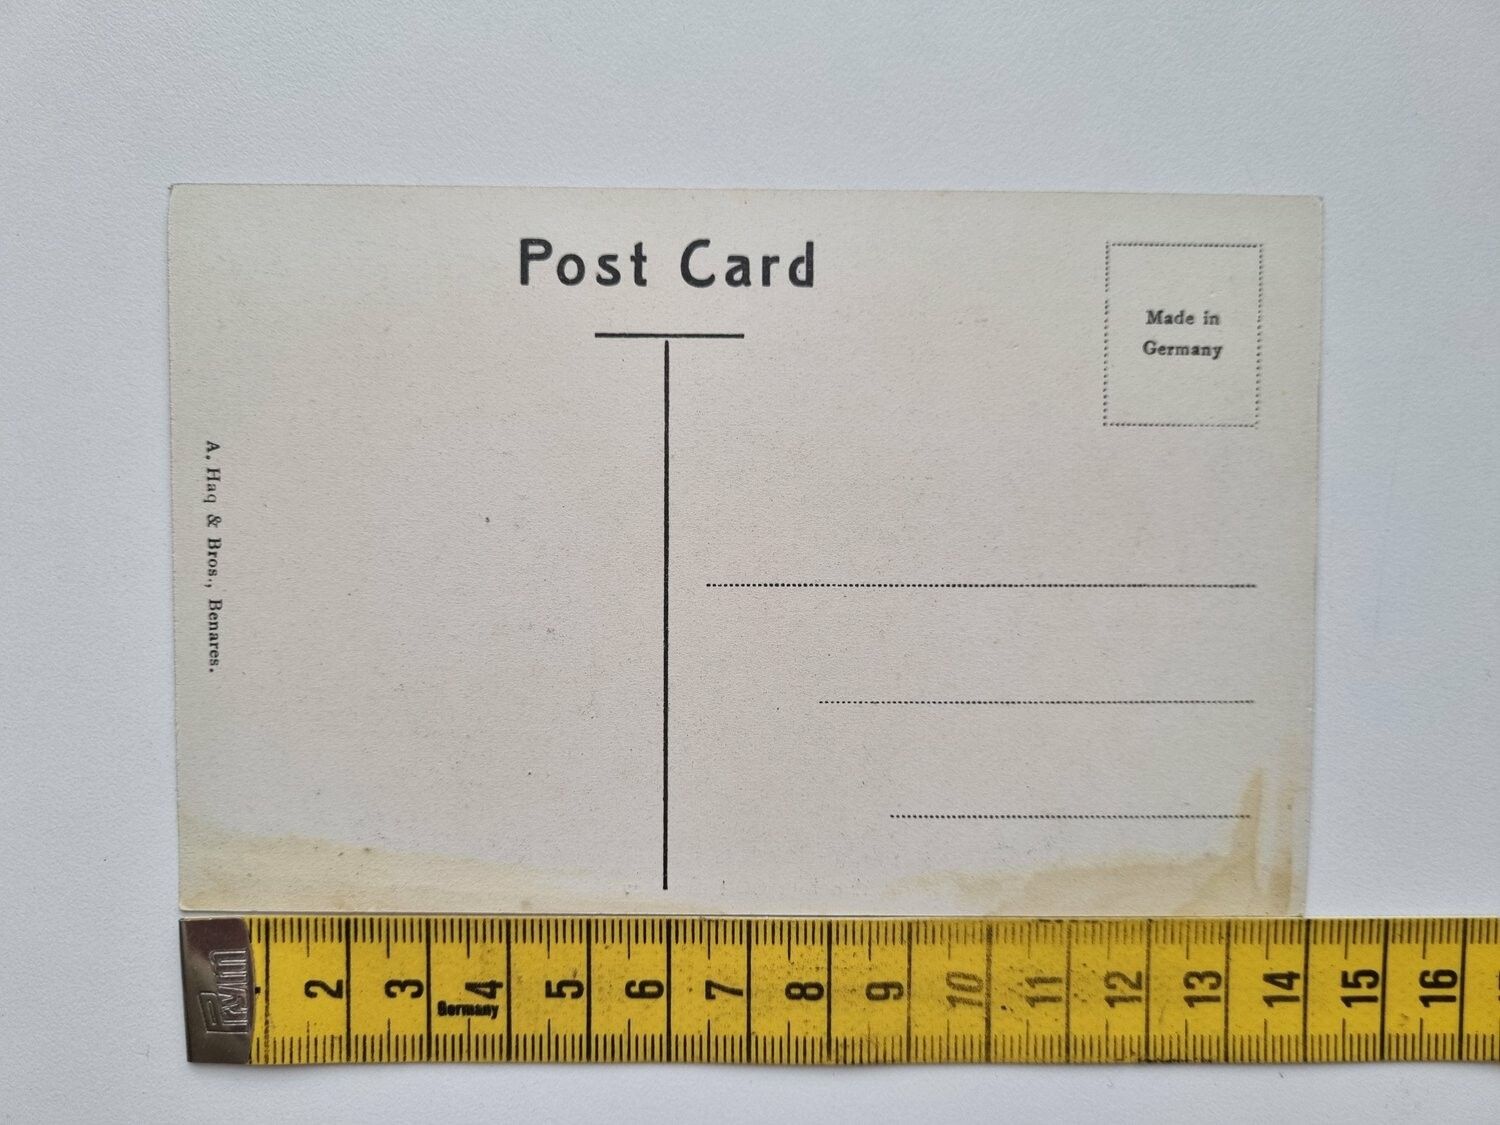 Post Card
Made in
Germany
A. Haq & Bros., Benares.
2 3 4 5 6 7 8 9 10 11 12 13 14 15 16
Germany